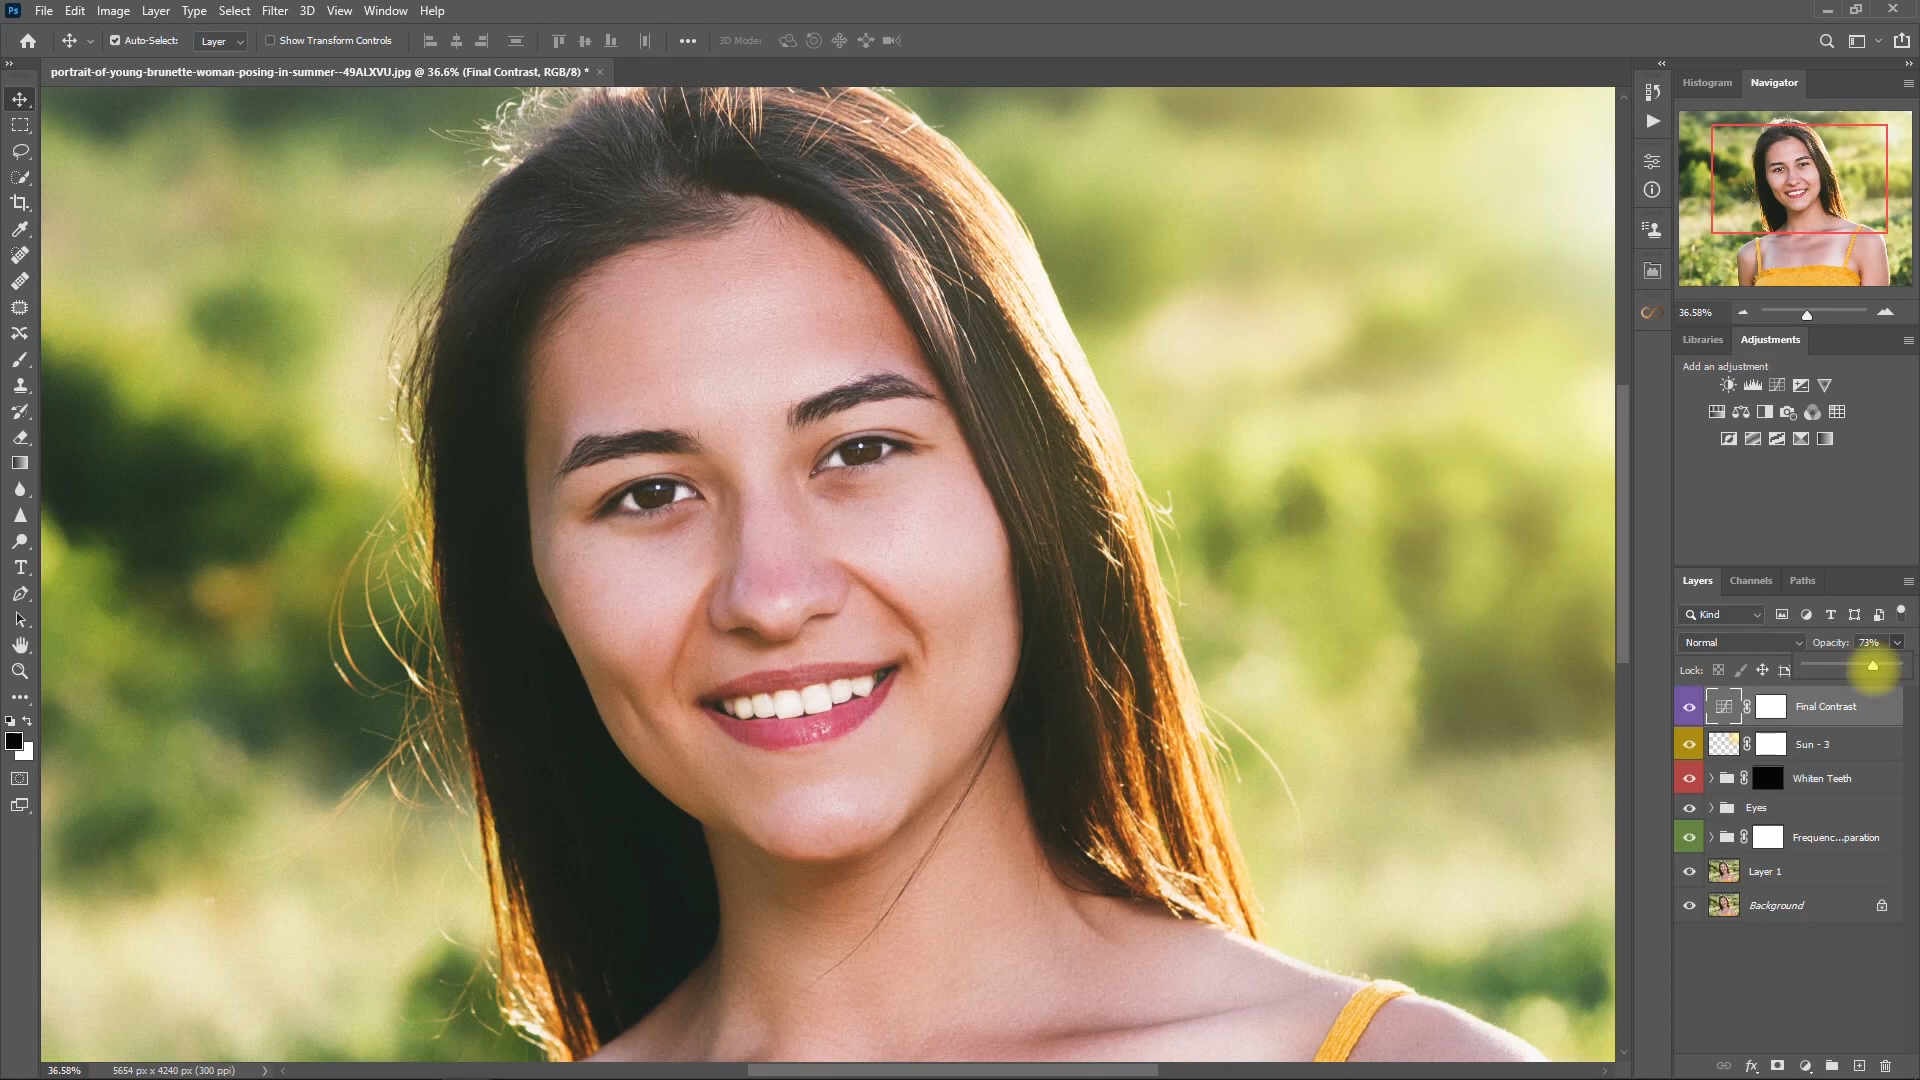 Ps File Edit Image Layer Type Select Filter 3D View Window Help
Auto-Select: Layer Show Transform Controls 3D Mode:
portrait-of-young-brunette-woman-posing-in-summer--49ALXVU.jpg @ 36.6% (Final Contrast, RGB/8) *
Histogram Navigator
36.58%
Libraries Adjustments
Add an adjustment
Layers Channels Paths
Kind
Normal Opacity: 73%
Lock:
Final Contrast
Sun - 3
Whiten Teeth
Eyes
Frequenc...paration
Layer 1
Background
36.58% 5654 px x 4240 px (300 ppi)